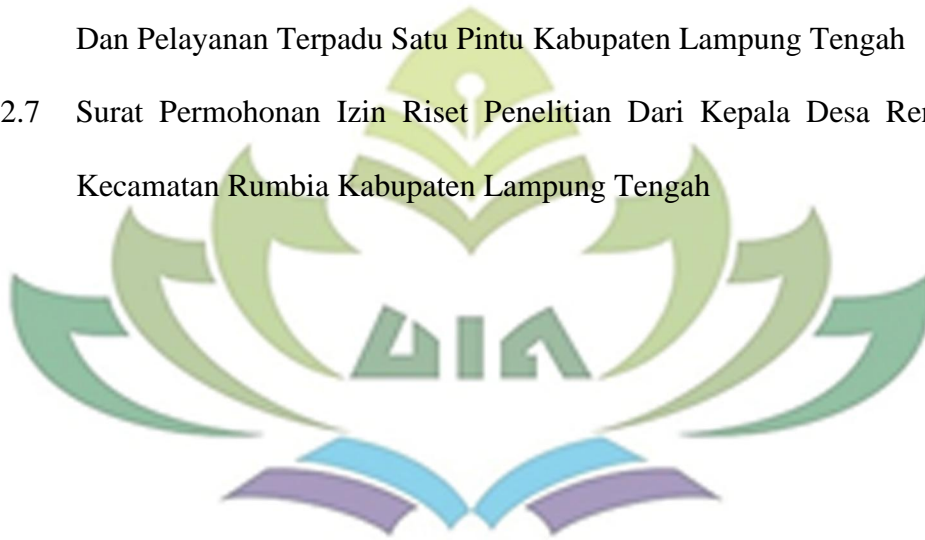 Dan Pelayanan Terpadu Satu Pintu Kabupaten Lampung Tengah
2.7 Surat Permohonan Izin Riset Penelitian Dari Kepala Desa
Kecamatan Rumbia Kabupaten Lampung Tengah
UIN